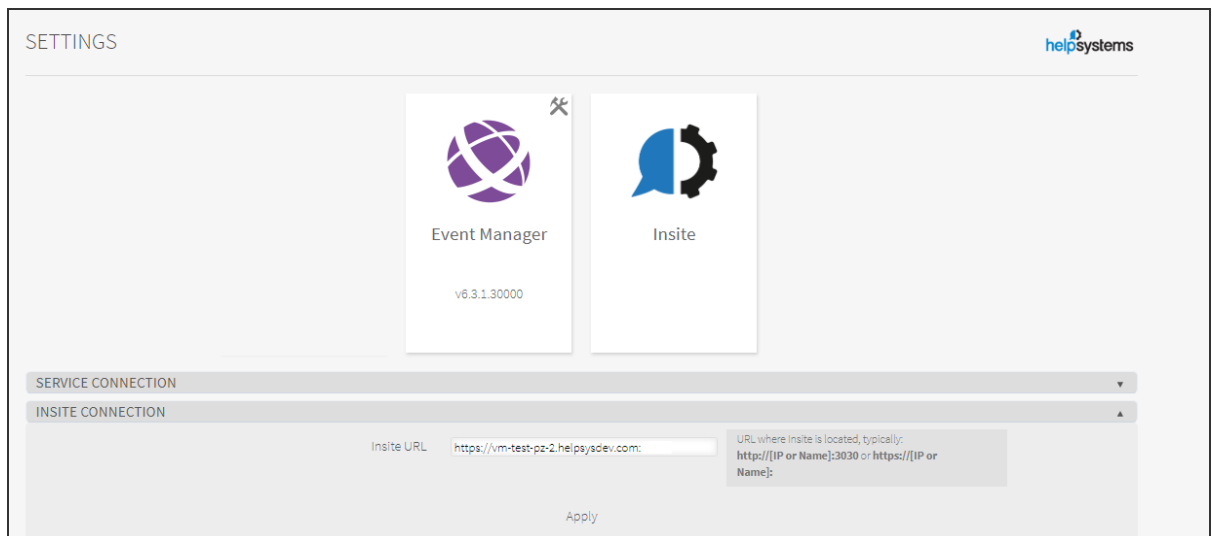 SETTINGS
helpsystems
Event Manager
v6.3.1.30000
Insite
SERVICE CONNECTION
INSITE CONNECTION
Insite URL
https://vm-test-pz-2.helpsysdev.com:
URL where Insite is located, typically:
http://[IP or Name]:3030 or https://[IP or
Name]:
Apply